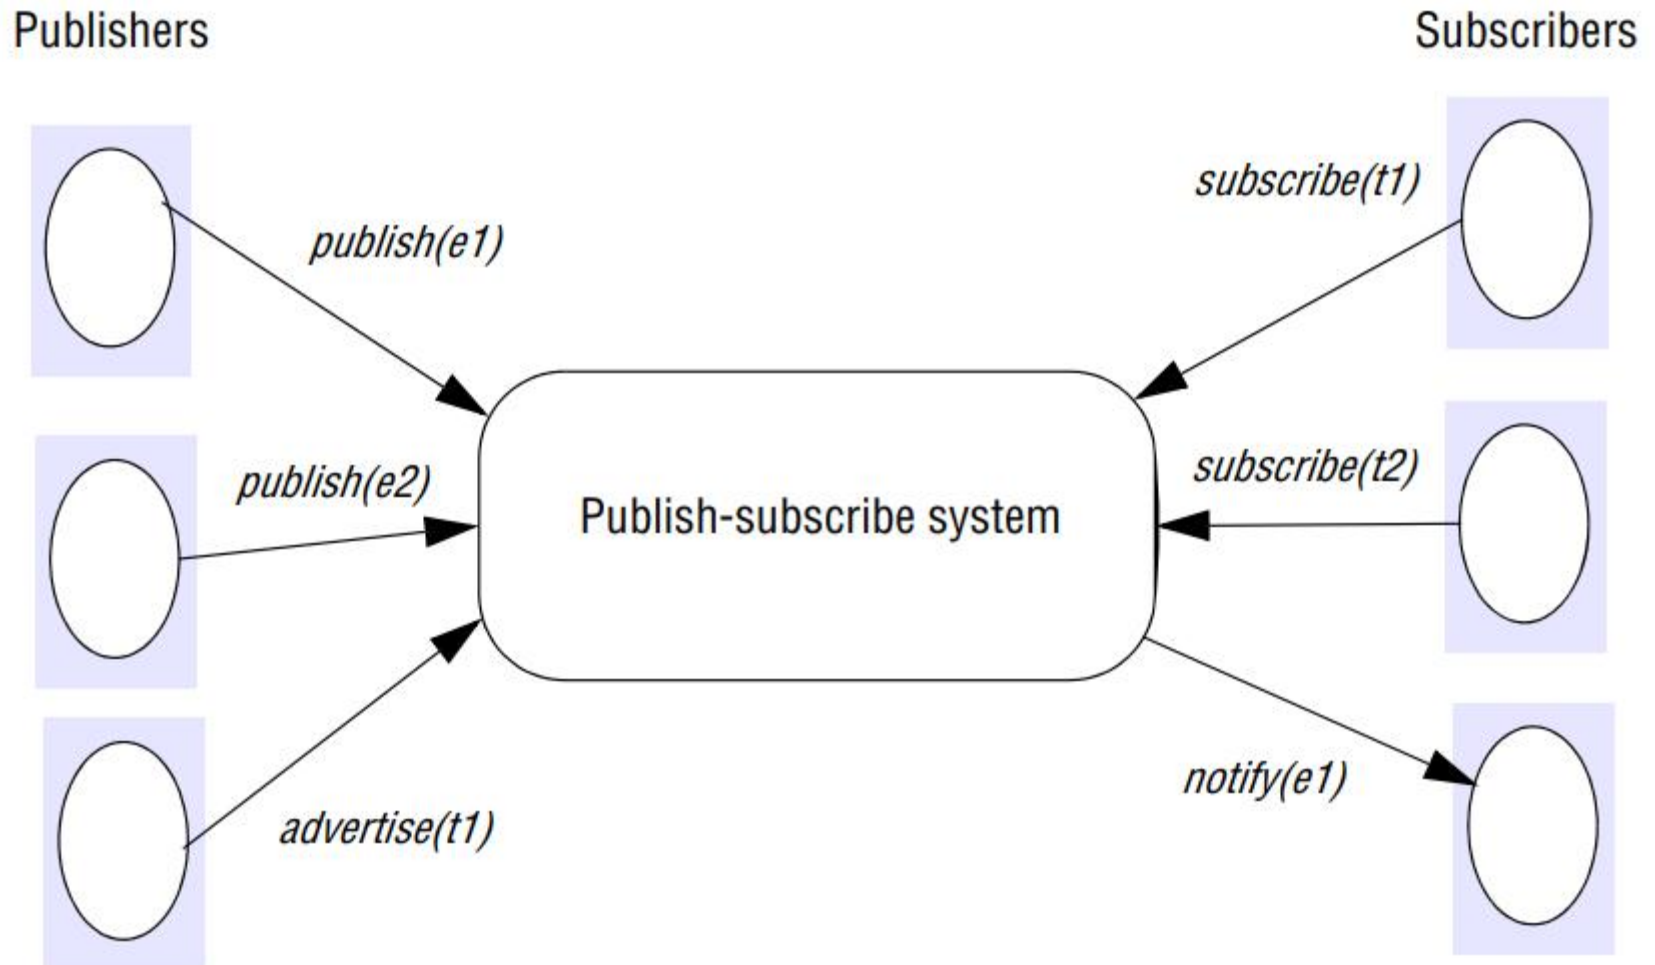 Publishers
Subscribers
publish(e1)
subscribe(t1)
publish(e2)
subscribe(t2)
Publish-subscribe system
advertise(t1)
notify(e1)